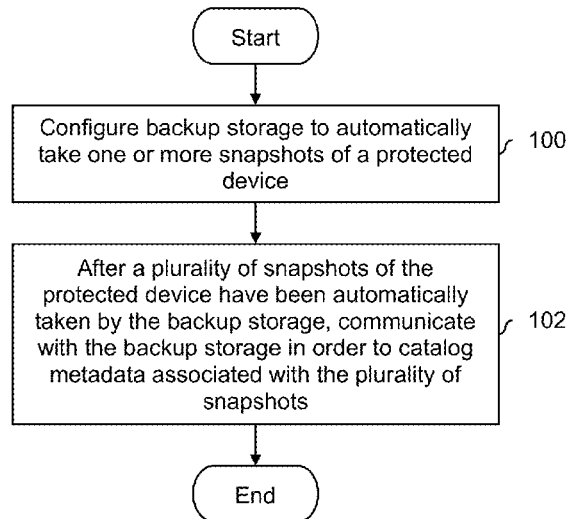 Start
Configure backup storage to automatically
take one or more snapshots of a protected
device
100
After a plurality of snapshots of the
protected device have been automatically
taken by the backup storage, communicate
with the backup storage in order to catalog
metadata associated with the plurality of
snapshots
102
End